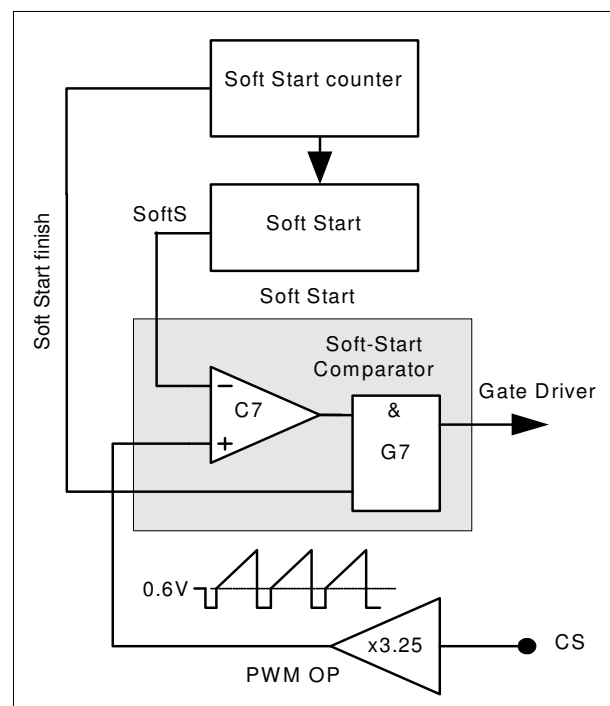 Soft Start counter
SoftS
Soft Start
Soft Start finish
Soft Start
Soft-Start
Comparator
Gate Driver
−
C7
+
&
G7
0.6V
x3.25
CS
PWM OP